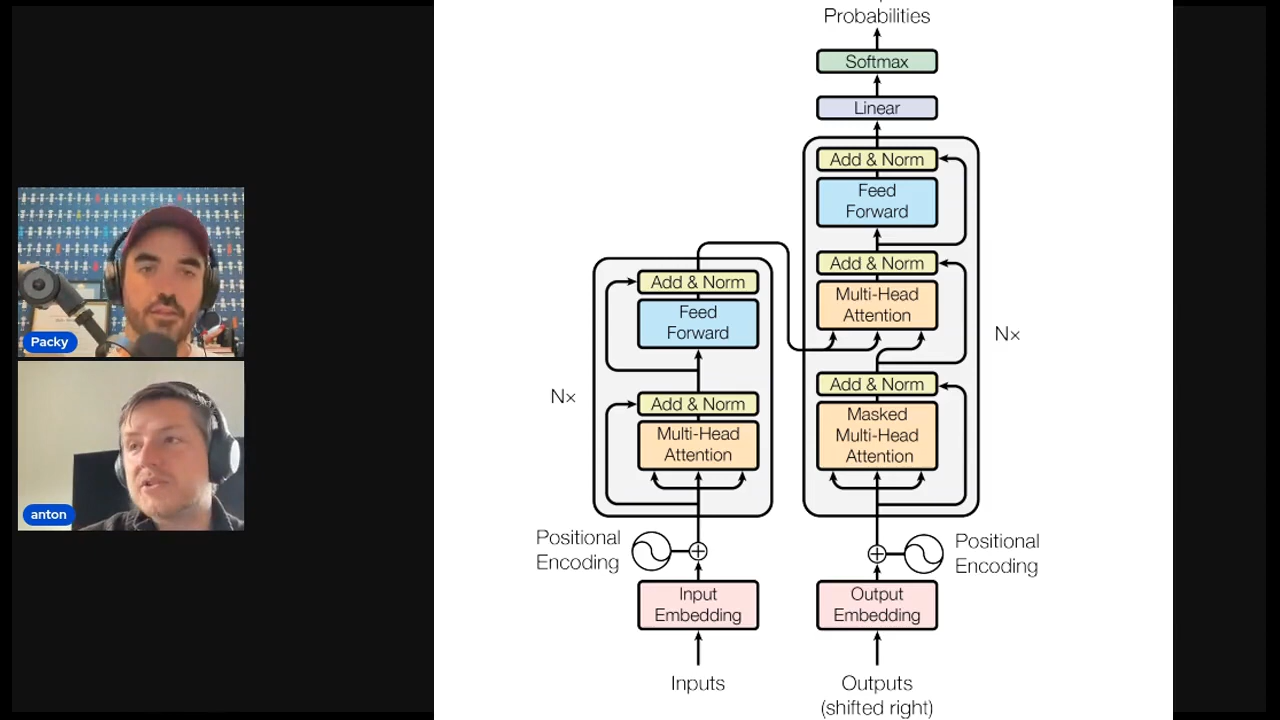 Probabilities
Softmax
Linear
Add & Norm
Feed
Forward
Add & Norm
Multi-Head
Attention
Add & Norm
Masked
Multi-Head
Attention
Nx
Add & Norm
Feed
Forward
Add & Norm
Multi-Head
Attention
Nx
Positional
Encoding
Positional
Encoding
Input
Embedding
Output
Embedding
Inputs
Outputs
(shifted right)
Packy
anton